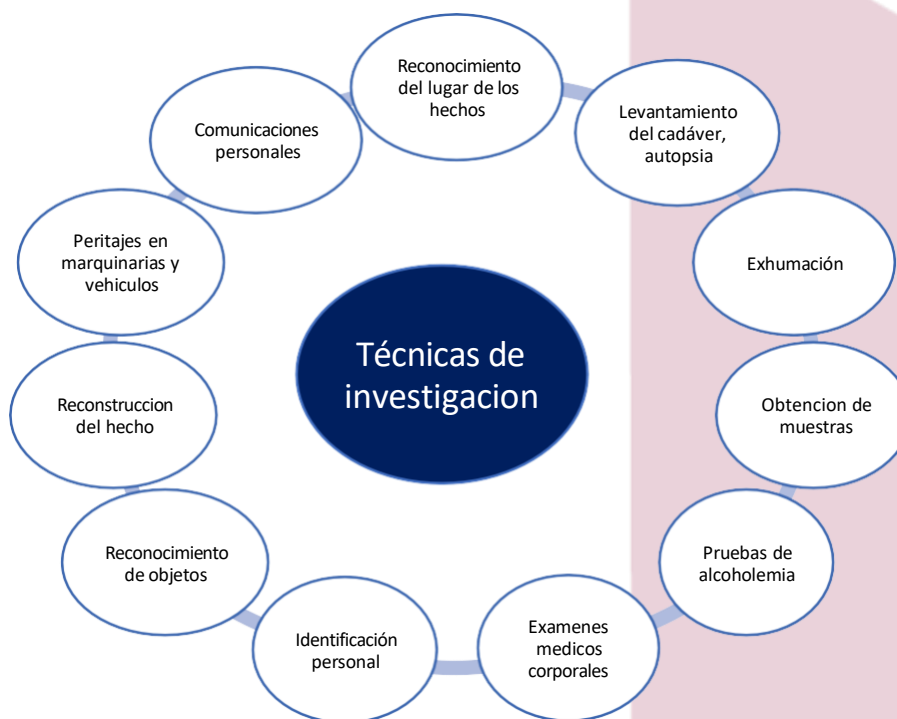 Reconocimiento
del lugar de los
hechos
Levantamiento
del cadáver,
autopsia
Exhumación
Obtencion de
muestras
Pruebas de
alcoholemia
Examenes
medicos
corporales
Identificación
personal
Reconocimiento
de objetos
Reconstruccion
del hecho
Peritajes en
marquinarias y
vehiculos
Comunicaciones
personales
Técnicas de
investigacion